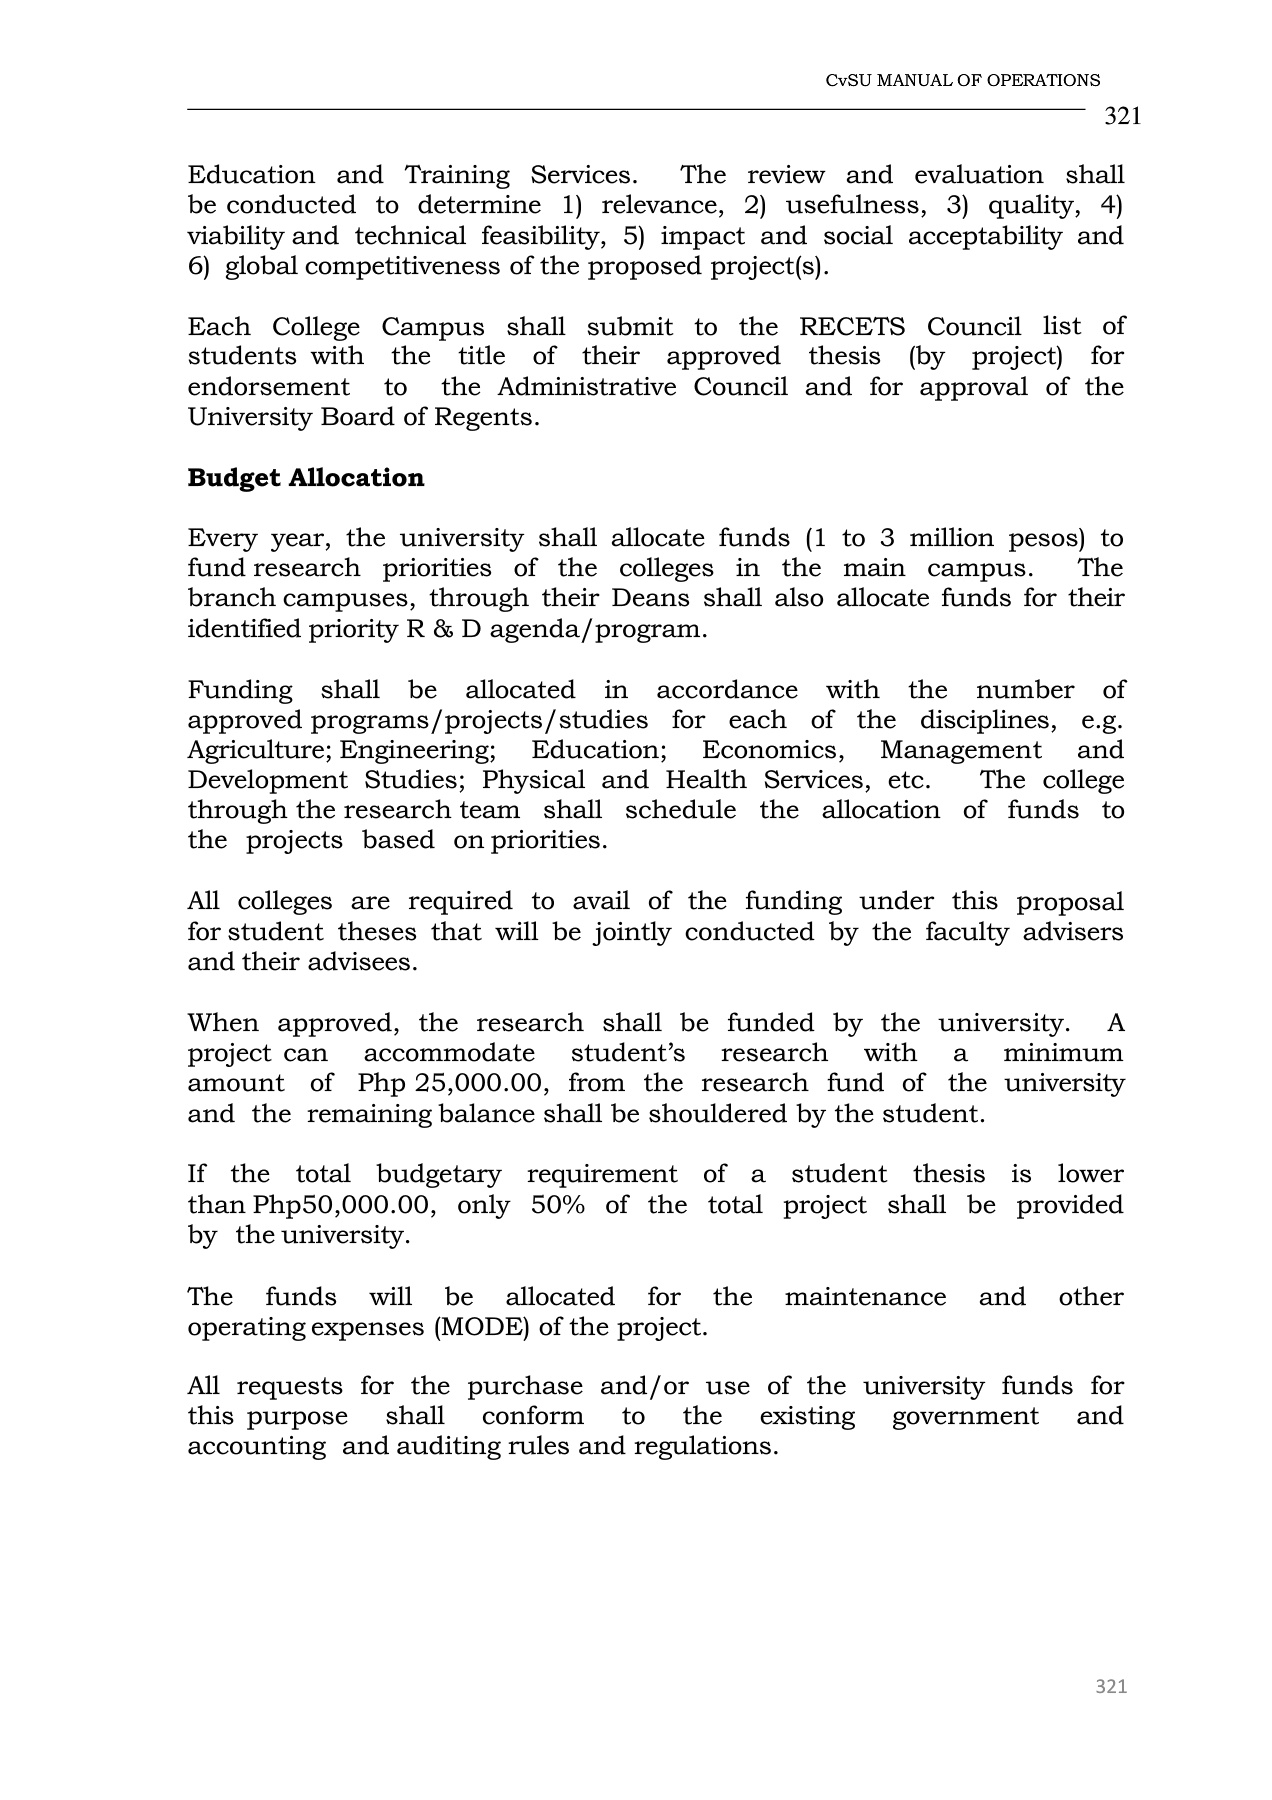 CvSU MANUAL OF OPERATIONS
321
Education and Training Services. The review and evaluation shall
be conducted to determine 1) relevance, 2) usefulness, 3) quality, 4)
viability and technical feasibility, 5) impact and social acceptability and
6) global competitiveness of the proposed project(s).
Each College Campus shall submit to the RECETS Council list of
students with the title of their approved thesis (by project) for
endorsement to the Administrative Council and for approval of the
University Board of Regents.
Budget Allocation
Every year, the university shall allocate funds (1 to 3 million pesos) to
fund research priorities of the colleges in the main campus. The
branch campuses, through their Deans shall also allocate funds for their
identified priority R & D agenda/program.
Funding shall be allocated in accordance with the number of
approved programs/projects/studies for each of the disciplines, e.g.
Agriculture; Engineering; Education; Economics, Management and
Development Studies; Physical and Health Services, etc. The college
through the research team shall schedule the allocation of funds to
the projects based on priorities.
All colleges are required to avail of the funding under this proposal
for student theses that will be jointly conducted by the faculty advisers
and their advisees.
When approved, the research shall be funded by the university. A
project can accommodate student’s research with a minimum
amount of Php 25,000.00, from the research fund of the university
and the remaining balance shall be shouldered by the student.
If the total budgetary requirement of a student thesis is lower
than Php50,000.00, only 50% of the total project shall be provided
by the university.
The funds will be allocated for the maintenance and other
operating expenses (MODE) of the project.
All requests for the purchase and/or use of the university funds for
this purpose shall conform to the existing government and
accounting and auditing rules and regulations.
321